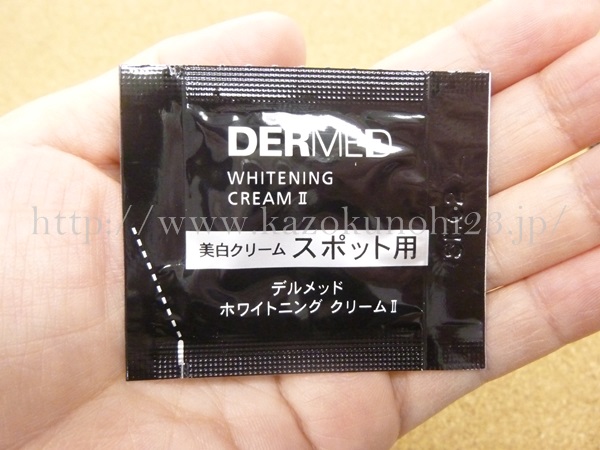 DERMED
WHITENING
CREAM Ⅱ
http://www.kazokunohi23.jp/
美白クリーム スポット用
デルメッド
ホワイトニング クリームⅡ